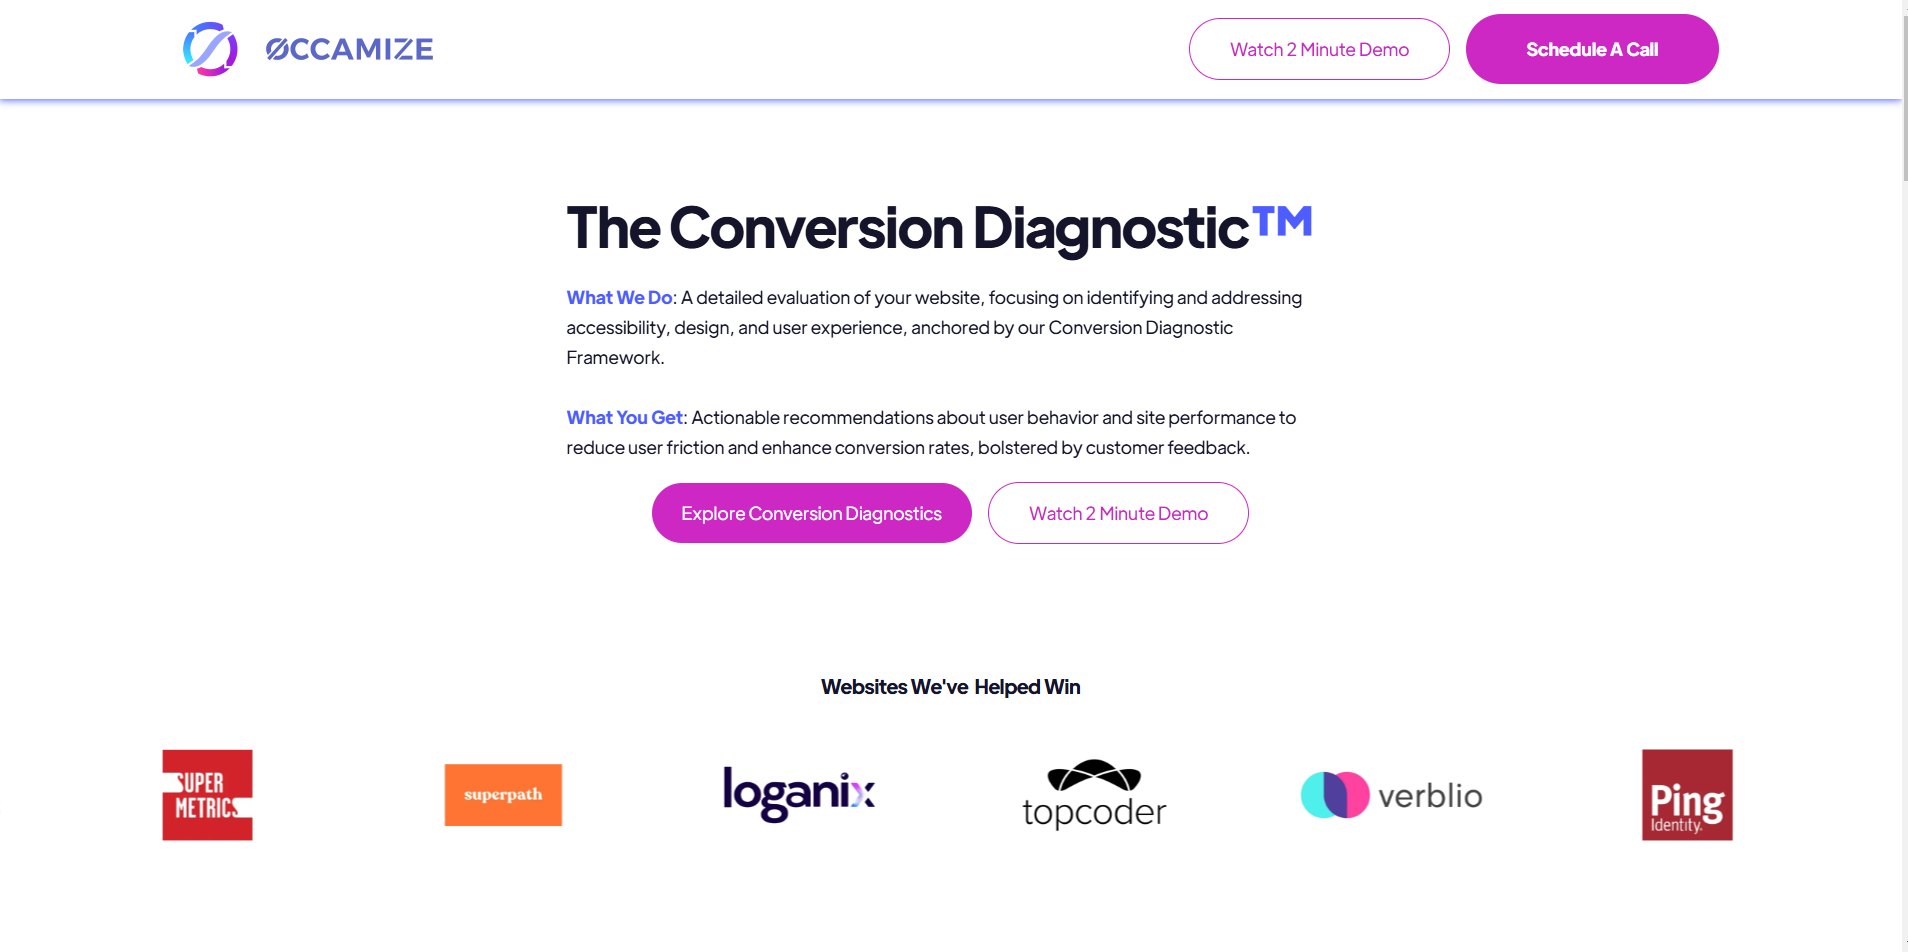 ØCCAMIZE
Watch 2 Minute Demo
Schedule A Call
The Conversion Diagnostic™
What We Do: A detailed evaluation of your website, focusing on identifying and addressing
accessibility, design, and user experience, anchored by our Conversion Diagnostic
Framework.
What You Get: Actionable recommendations about user behavior and site performance to
reduce user friction and enhance conversion rates, bolstered by customer feedback.
Explore Conversion Diagnostics
Watch 2 Minute Demo
Websites We've Helped Win
SUPER
METRICS
superpath
loganix
topcoder
verblio
Ping
Identity.